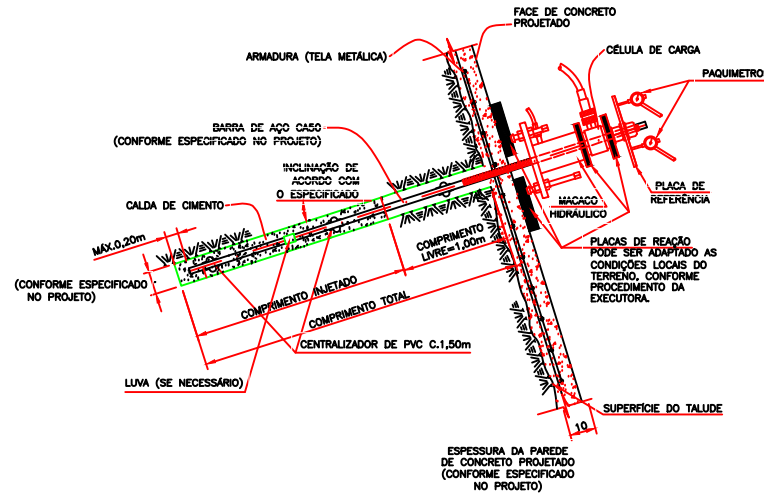 FACE DE CONCRETO
PROJETADO
ARMADURA (TELA METÁLICA)
CÉLULA DE CARGA
PAQUIMETRO
BARRA DE AÇO CA50
(CONFORME ESPECIFICADO NO PROJETO)
INCLINAÇÃO DE
ACORDO COM
O ESPECIFICADO
CALDA DE CIMENTO
MÁX.0,20m
(CONFORME ESPECIFICADO
NO PROJETO)
COMPRIMENTO
LIVRE=1,00m
COMPRIMENTO INJETADO
COMPRIMENTO TOTAL
MACACO
HIDRÁULICO
PLACA DE
REFERÊNCIA
PLACAS DE REAÇÃO
PODE SER ADAPTADO AS
CONDIÇÕES LOCAIS DO
TERRENO, CONFORME
PROCEDIMENTO DA
EXECUTORA.
CENTRALIZADOR DE PVC C.1,50m
LUVA (SE NECESSÁRIO)
SUPERFÍCIE DO TALUDE
10
ESPESSURA DA PAREDE
DE CONCRETO PROJETADO
(CONFORME ESPECIFICADO
NO PROJETO)